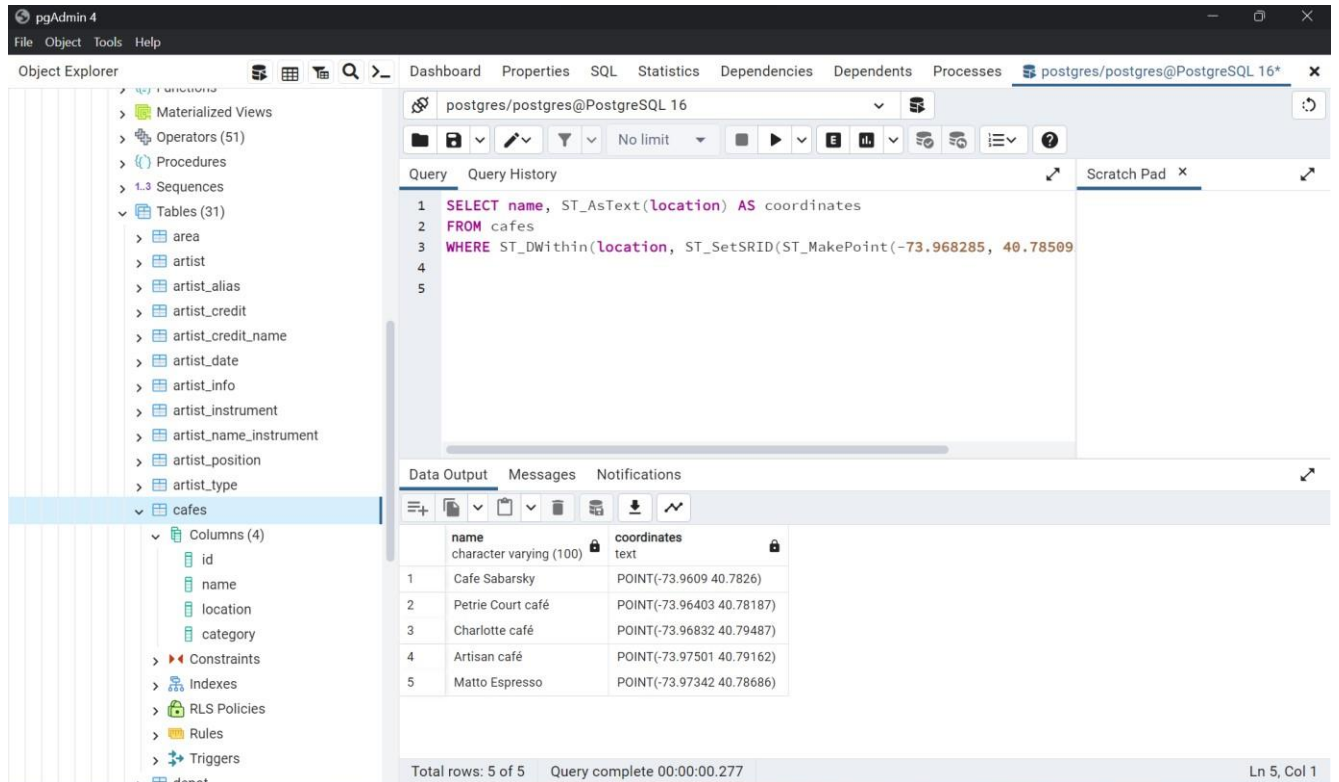 pgAdmin 4
File Object Tools Help
Object Explorer
Functions
Materialized Views
Operators (51)
Procedures
1..3 Sequences
Tables (31)
area
artist
artist_alias
artist_credit
artist_credit_name
artist_date
artist_info
artist_instrument
artist_name_instrument
artist_position
artist_type
cafes
Columns (4)
id
name
location
category
Constraints
Indexes
RLS Policies
Rules
Triggers
depot
Dashboard Properties SQL Statistics Dependencies Dependents Processes postgres/postgres@PostgreSQL 16*
postgres/postgres@PostgreSQL 16
No limit
E
Query Query History
Scratch Pad
1 SELECT name, ST_AsText(location) AS coordinates
2 FROM cafes
3 WHERE ST_DWithin(location, ST_SetSRID(ST_MakePoint(-73.968285, 40.78509
4
5
Data Output Messages Notifications
name coordinates
character varying (100) text
1 Cafe Sabarsky POINT(-73.9609 40.7826)
2 Petrie Court café POINT(-73.96403 40.78187)
3 Charlotte café POINT(-73.96832 40.79487)
4 Artisan café POINT(-73.97501 40.79162)
5 Matto Espresso POINT(-73.97342 40.78686)
Total rows: 5 of 5 Query complete 00:00:00.277 Ln 5, Col 1